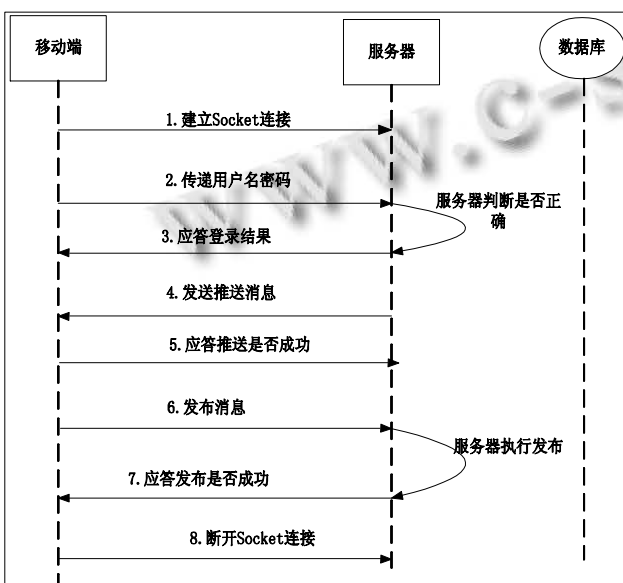 移动端
服务器
数据库
1.建立Socket连接
2.传递用户名密码
服务器判断是否正
确
3.应答登录结果
4.发送推送消息
5.应答推送是否成功
6.发布消息
服务器执行发布
7.应答发布是否成功
8.断开Socket连接
www.c-s